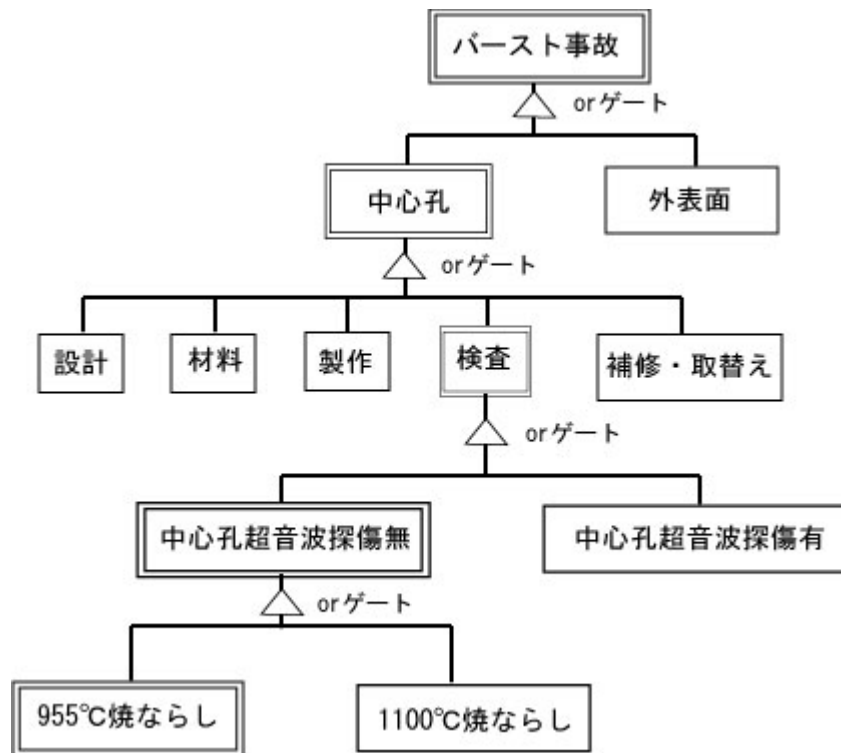 バースト事故
orゲート
中心孔
外表面
orゲート
設計
材料
製作
検査
補修・取替え
orゲート
中心孔超音波探傷無
中心孔超音波探傷有
orゲート
955℃焼ならし
1100℃焼ならし